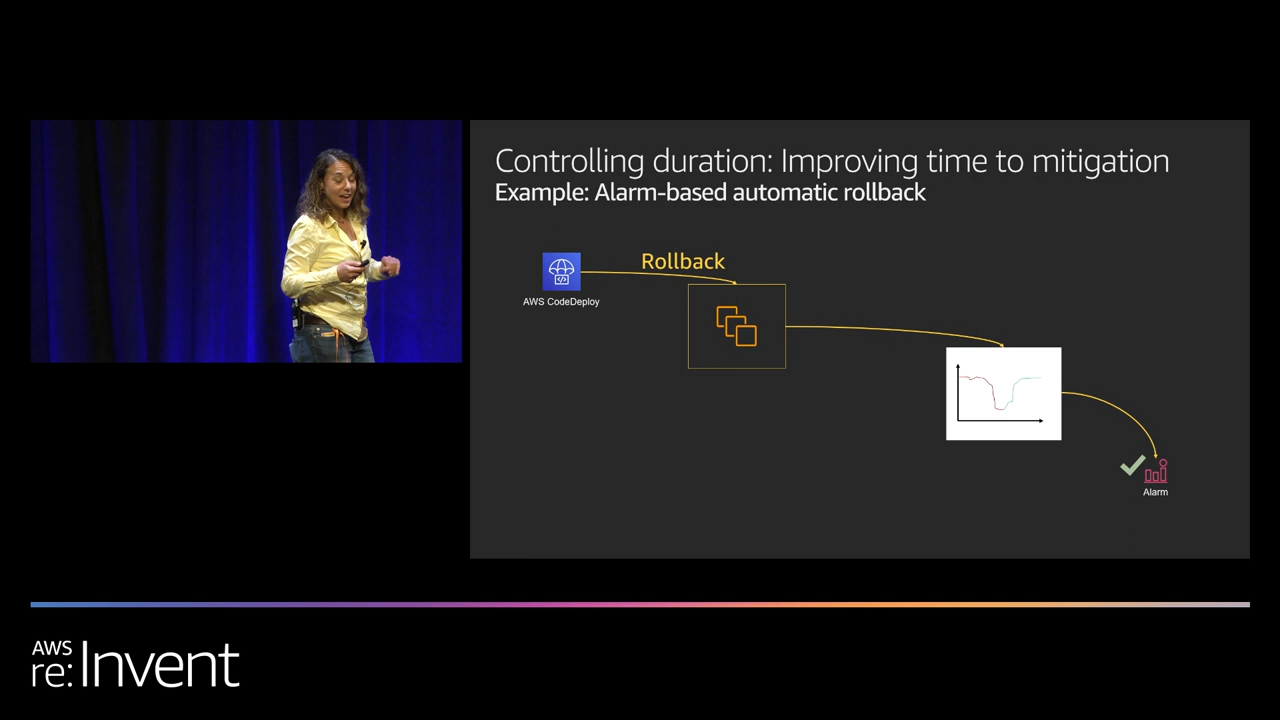 Controlling duration: Improving time to mitigation
Example: Alarm-based automatic rollback
Rollback
AWS CodeDeploy
Alarm
AWS
re:Invent